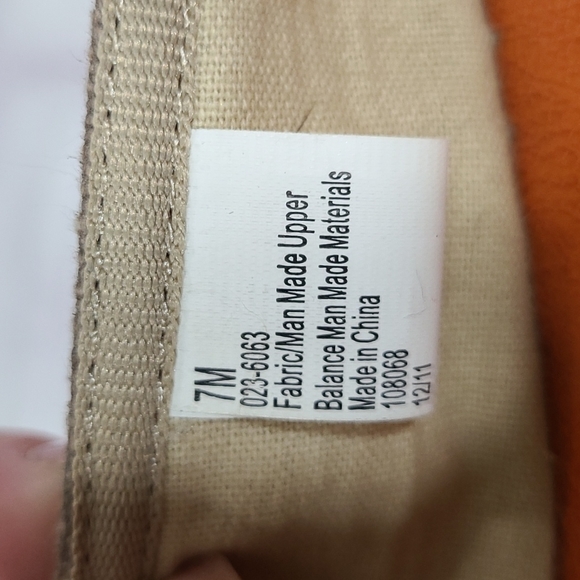 7M
023-6063
Fabric/Man Made Upper
Balance Man Made Materials
Made in China
108068
12/11